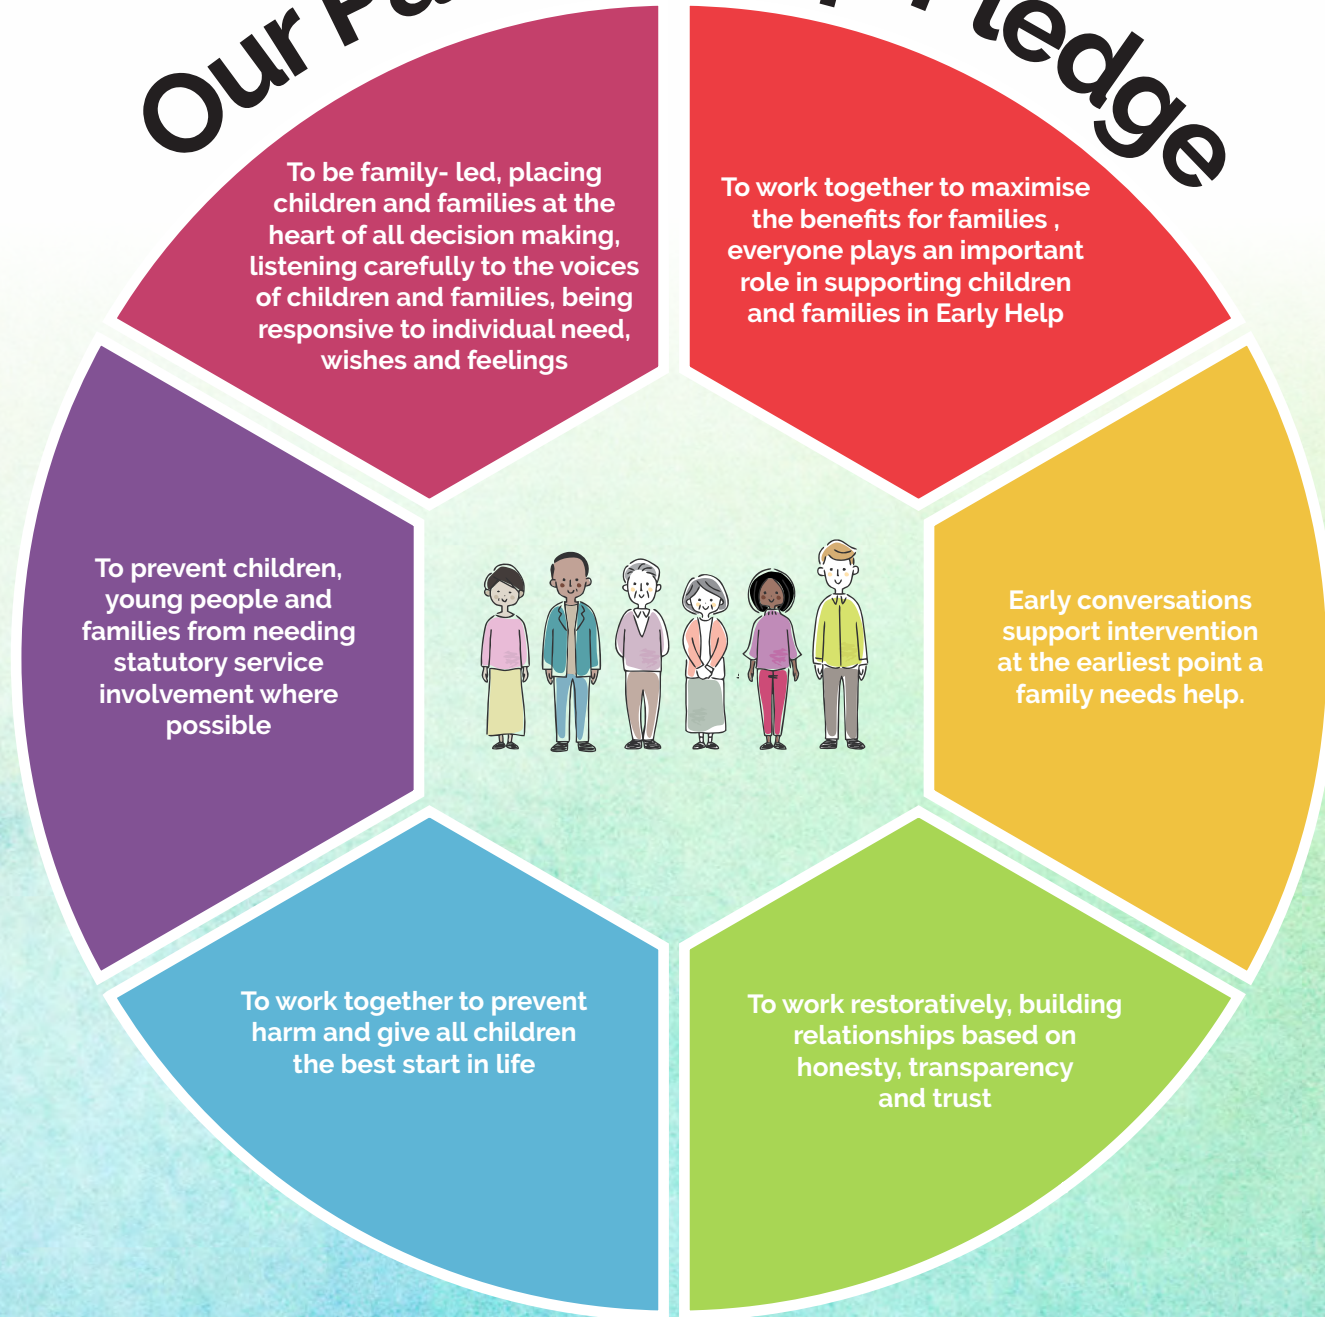 Our
ledge
To be family- led, placing
children and families at the
heart of all decision making,
listening carefully to the voices
of children and families, being
responsive to individual need,
wishes and feelings
To work together to maximise
the benefits for families ,
everyone plays an important
role in supporting children
and families in Early Help
Early conversations
support intervention
at the earliest point a
family needs help.
To work restoratively, building
relationships based on
honesty, transparency
and trust
To work together to prevent
harm and give all children
the best start in life
To prevent children,
young people and
families from needing
statutory service
involvement where
possible